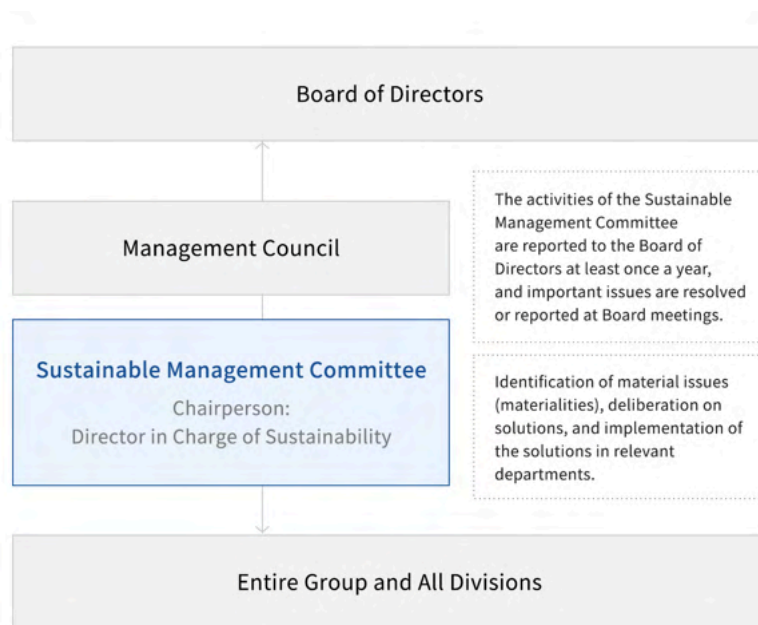 Board of Directors
Management Council
The activities of the Sustainable
Management Committee
are reported to the Board of
Directors at least once a year,
and important issues are resolved
or reported at Board meetings.
Sustainable Management Committee
Chairperson:
Director in Charge of Sustainability
Identification of material issues
(materialities), deliberation on
solutions, and implementation of
the solutions in relevant
departments.
Entire Group and All Divisions